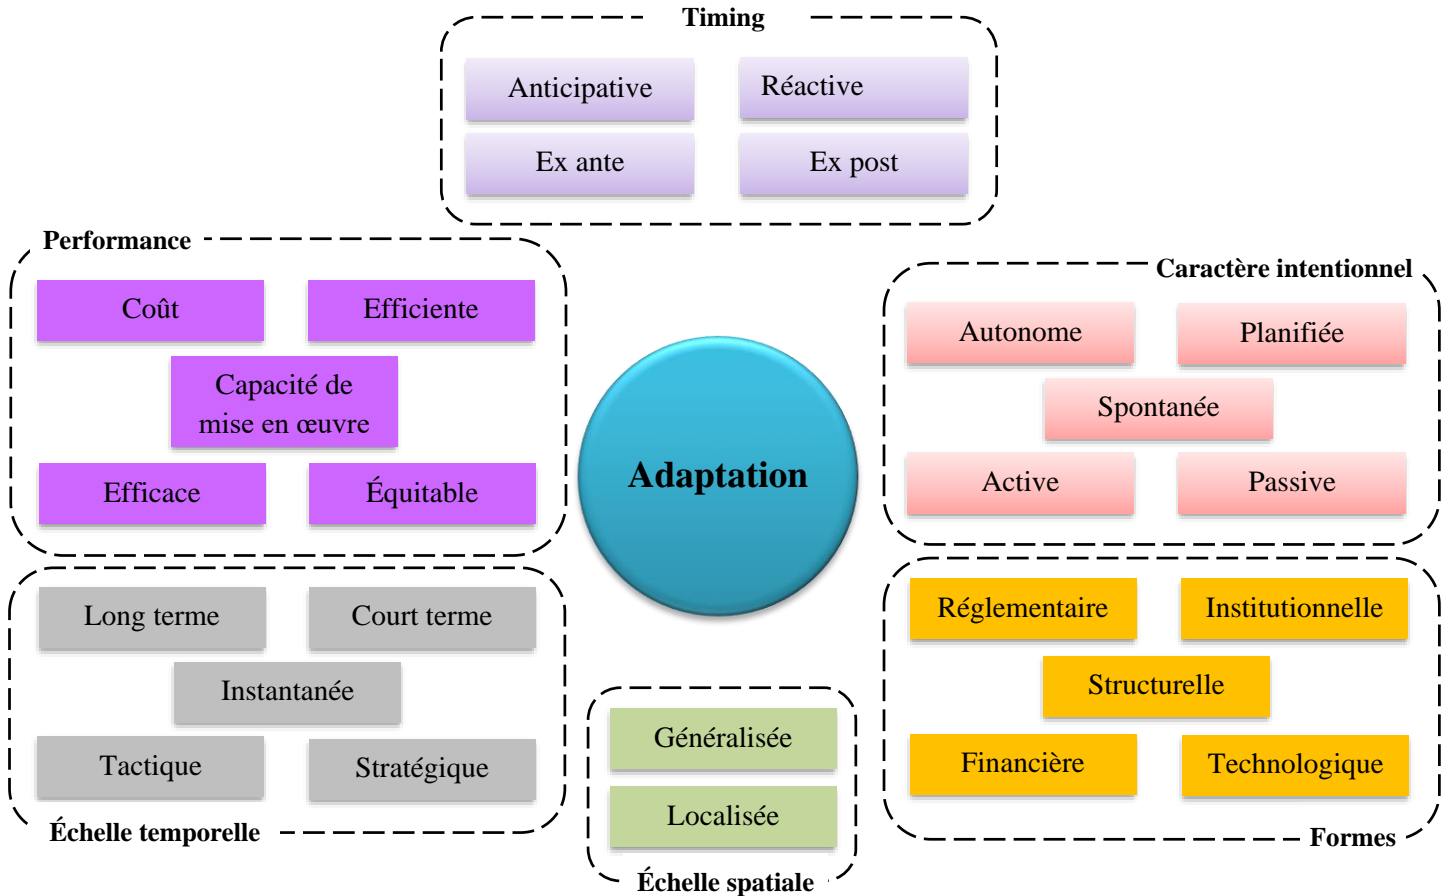 Timing
Anticipative
Réactive
Ex ante
Ex post
Performance
Coût
Efficiente
Capacité de
mise en œuvre
Efficace
Équitable
Caractère intentionnel
Autonome
Planifiée
Spontanée
Active
Passive
Adaptation
Long terme
Court terme
Instantanée
Tactique
Stratégique
Échelle temporelle
Généralisée
Localisée
Échelle spatiale
Réglementaire
Institutionnelle
Structurelle
Financière
Technologique
Formes